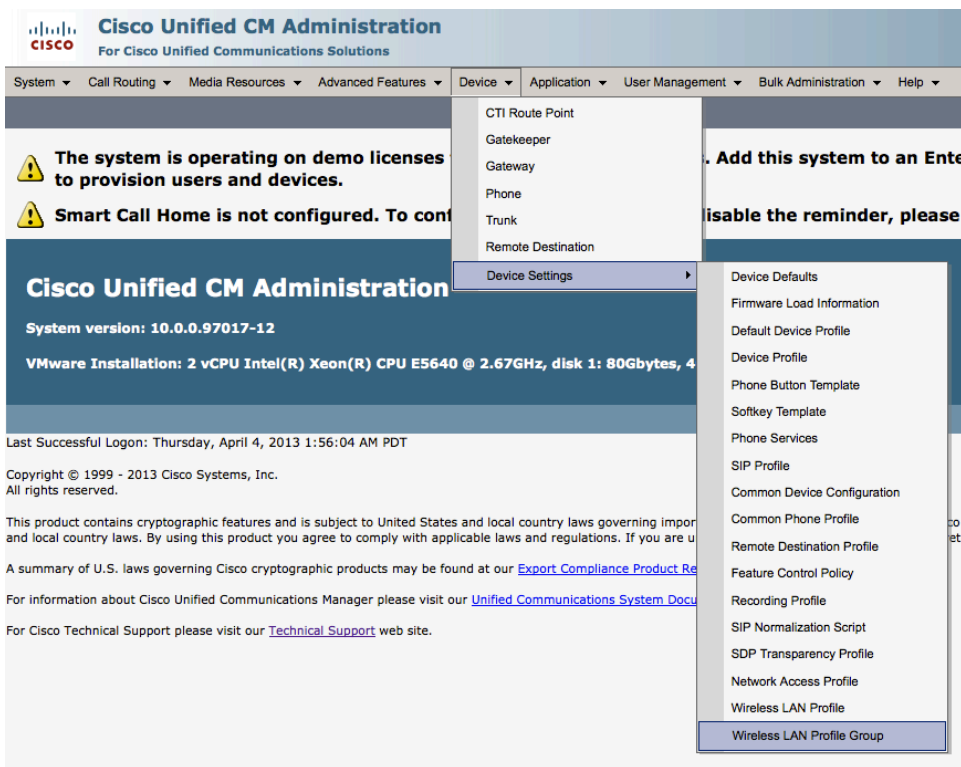 CISCO
Cisco Unified CM Administration
For Cisco Unified Communications Solutions
System Call Routing Media Resources Advanced Features Device Application User Management Bulk Administration Help
CTI Route Point
Gatekeeper
Gateway
Phone
Trunk
Remote Destination
Device Settings
Device Defaults
Firmware Load Information
Default Device Profile
Device Profile
Phone Button Template
Softkey Template
Phone Services
SIP Profile
Common Device Configuration
Common Phone Profile
Remote Destination Profile
Feature Control Policy
Recording Profile
SIP Normalization Script
SDP Transparency Profile
Network Access Profile
Wireless LAN Profile
Wireless LAN Profile Group
The system is operating on demo licenses . Add this system to an Ente
to provision users and devices.
Smart Call Home is not configured. To conf isable the reminder, please
Cisco Unified CM Administration
System version: 10.0.0.97017-12
VMware Installation: 2 vCPU Intel(R) Xeon(R) CPU E5640 @ 2.67GHz, disk 1: 80Gbytes, 4
Last Successful Logon: Thursday, April 4, 2013 1:56:04 AM PDT
Copyright © 1999 - 2013 Cisco Systems, Inc.
All rights reserved.
This product contains cryptographic features and is subject to United States and local country laws governing impor co
and local country laws. By using this product you agree to comply with applicable laws and regulations. If you are u ret
A summary of U.S. laws governing Cisco cryptographic products may be found at our Export Compliance Product Re
For information about Cisco Unified Communications Manager please visit our Unified Communications System Docu
For Cisco Technical Support please visit our Technical Support web site.